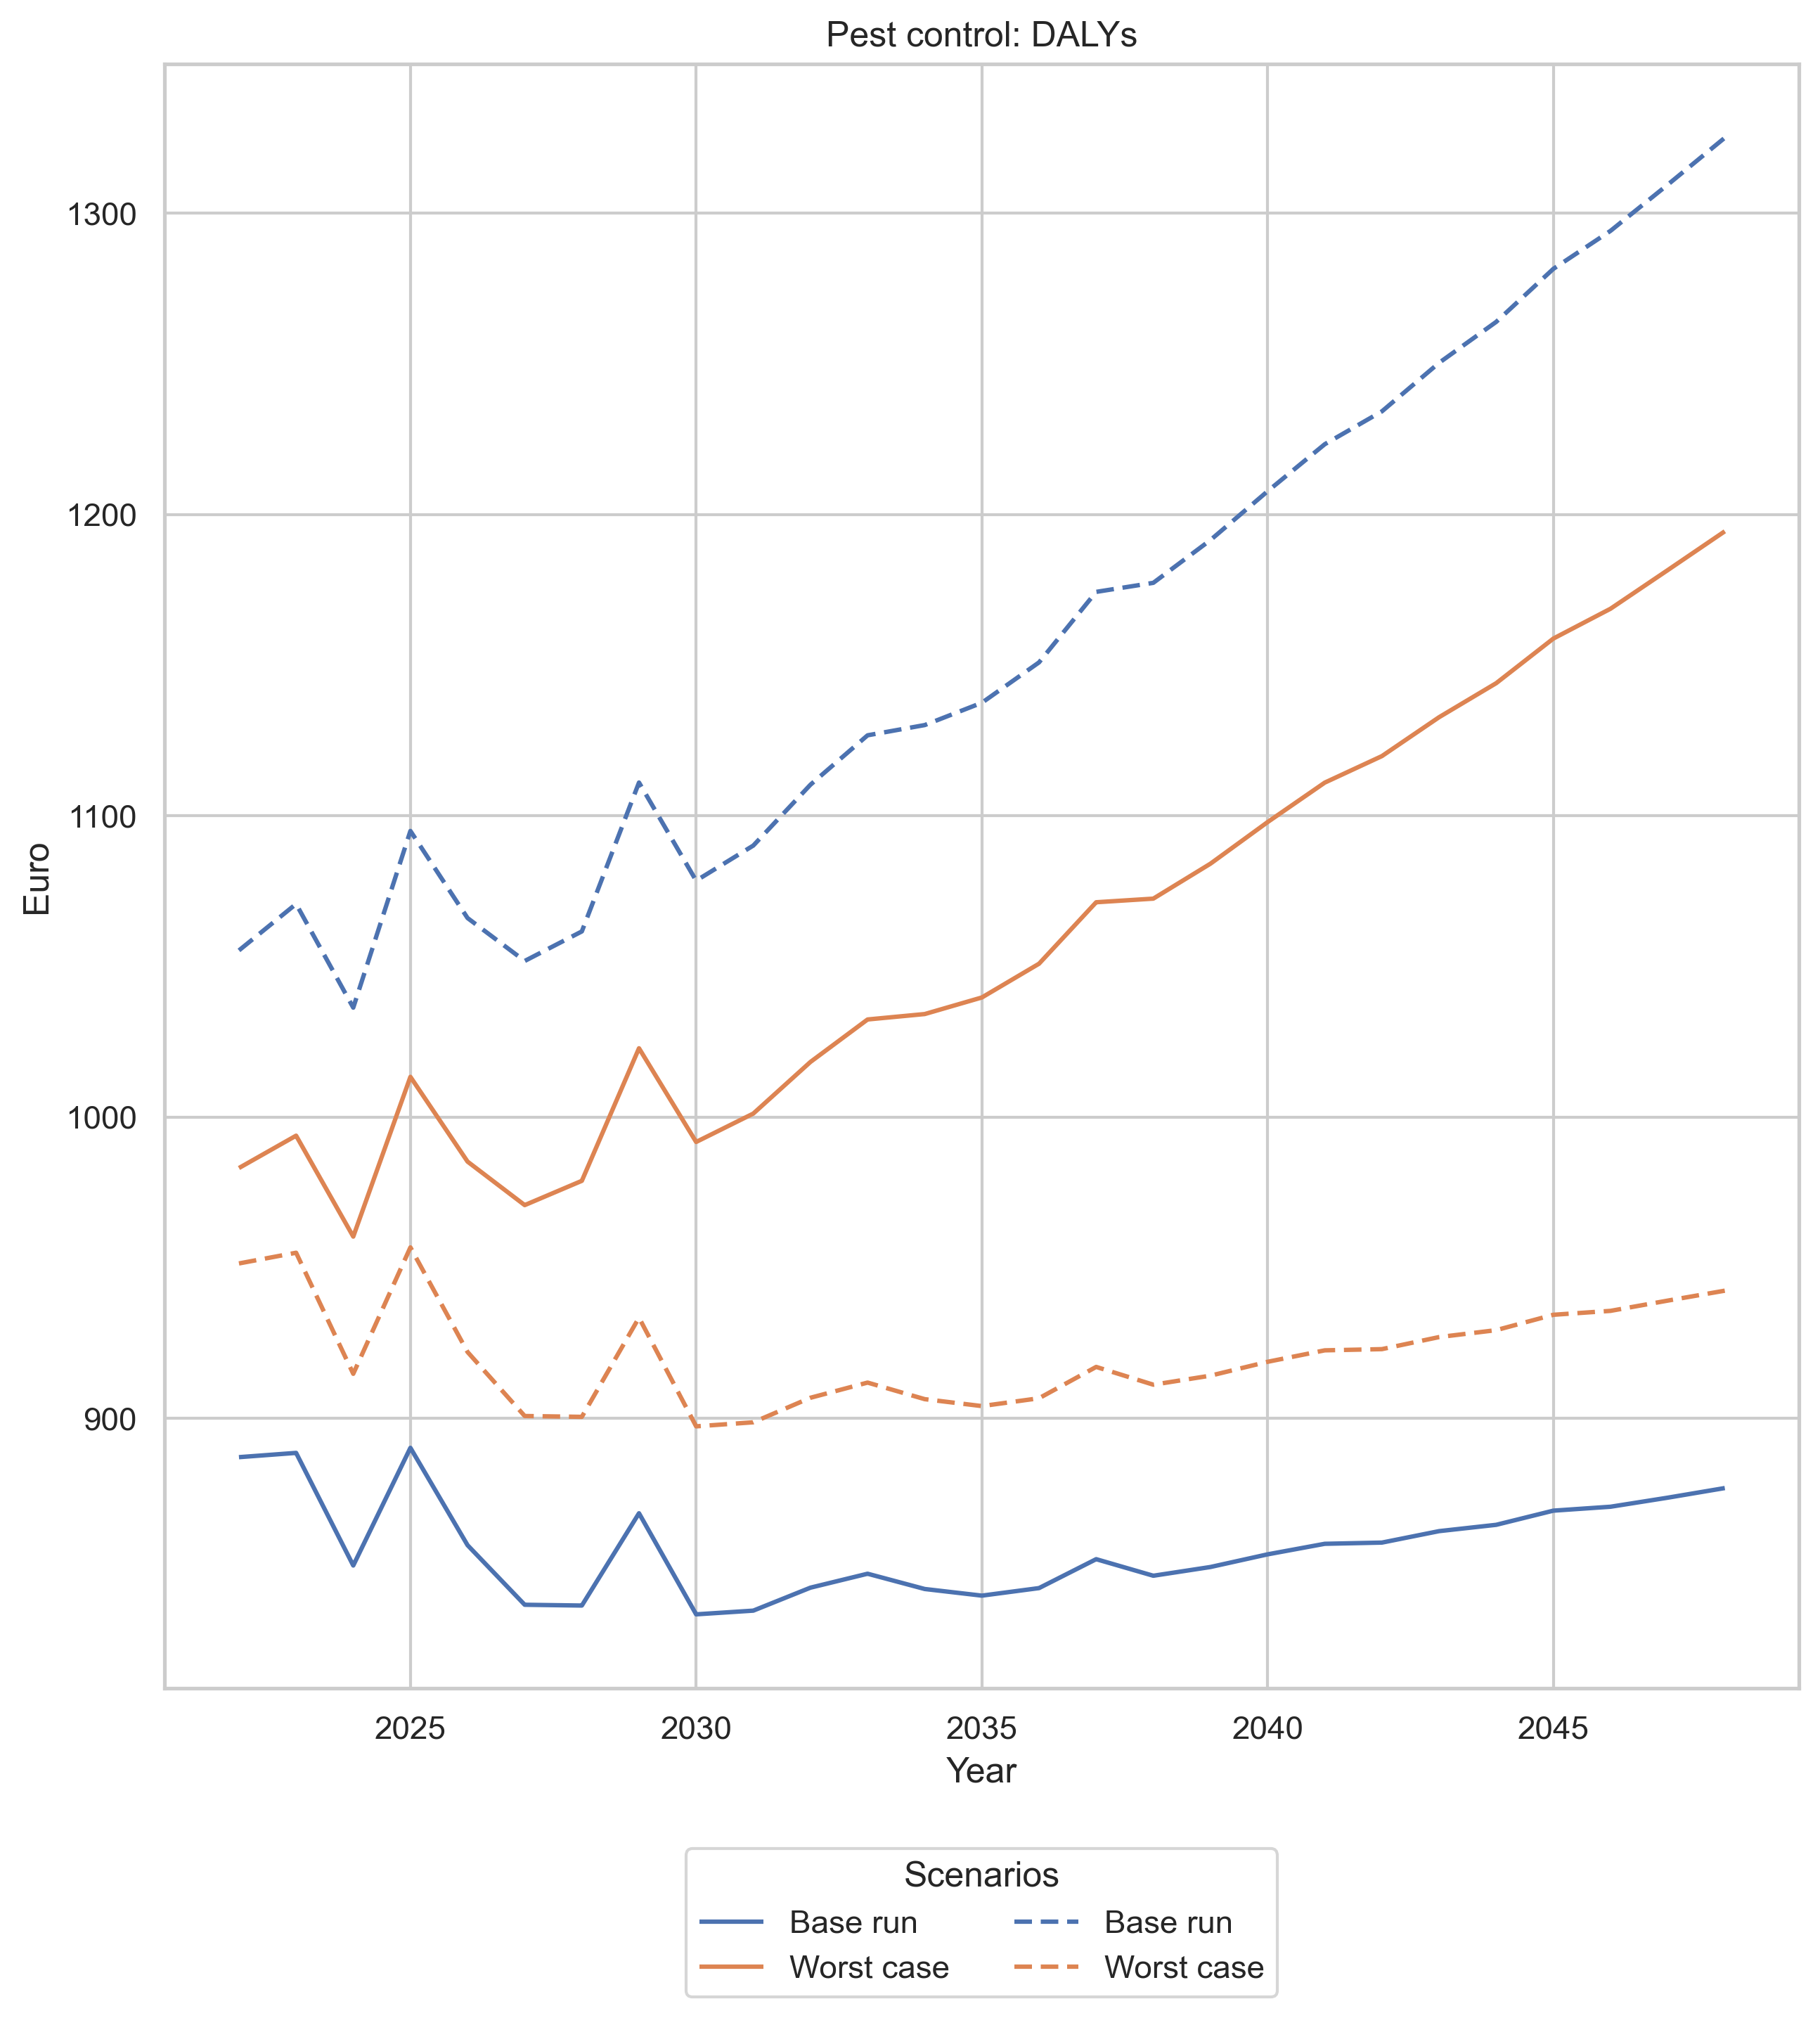 Pest control: DALYs
1300
1200
1100
1000
900
Euro
2025 2030 2035 2040 2045
Year
Scenarios
Base run Base run
Worst case Worst case